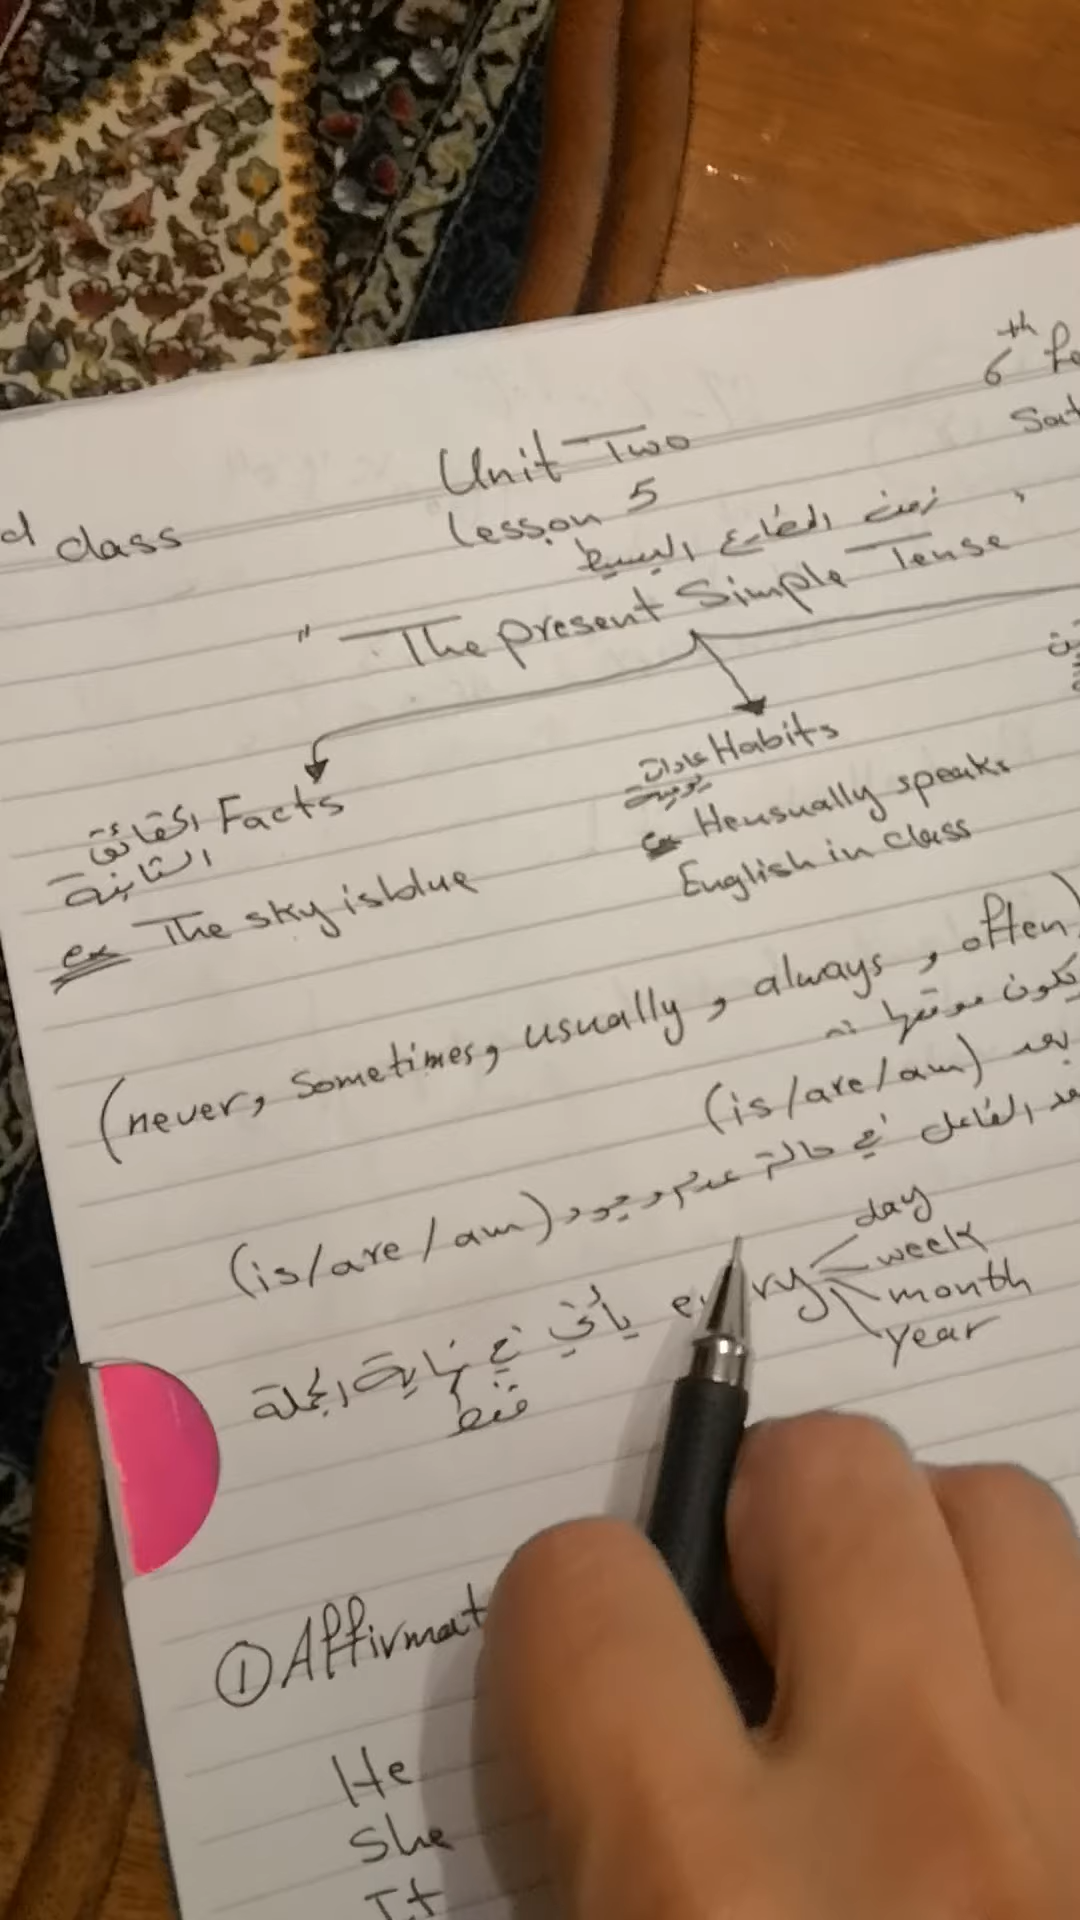 6th
Unit Two
class
Lesson 5
زمن المضارع البسيط
" The present Simple Tense "
الحقائق Facts
الثابتة
ex The sky is blue
عادات Habits
يومية
ex He usually speaks
English in class
(never, Sometimes, usually, always, often)
يكون موقعها
بعد (is/are/am)
الفاعل في حالة عدم وجود (is/are/am)
day
week
month
year
يأتي في نهاية الجملة
فقط
① Affirmat
He
She
It